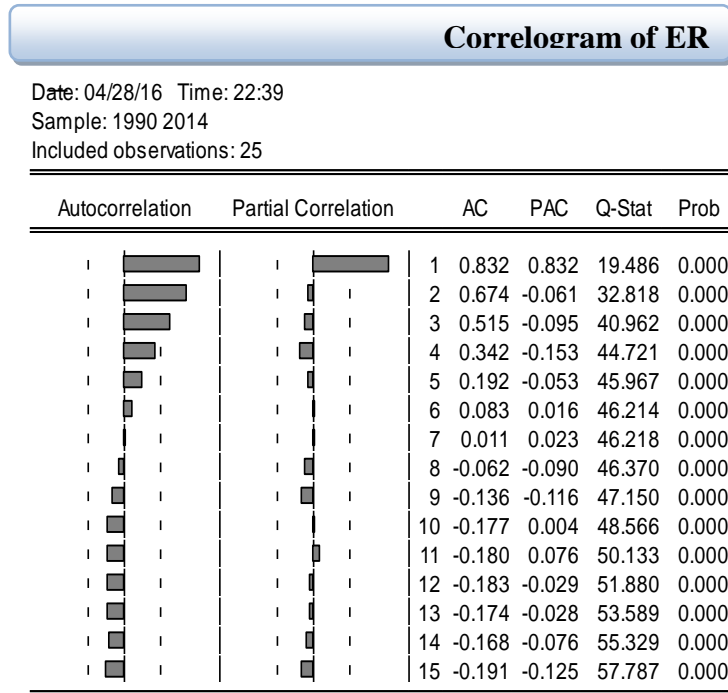 Correlogram of ER
Date: 04/28/16 Time: 22:39
Sample: 1990 2014
Included observations: 25
Autocorrelation Partial Correlation AC PAC Q-Stat Prob
1 0.832 0.832 19.486 0.000
2 0.674 -0.061 32.818 0.000
3 0.515 -0.095 40.962 0.000
4 0.342 -0.153 44.721 0.000
5 0.192 -0.053 45.967 0.000
6 0.083 0.016 46.214 0.000
7 0.011 0.023 46.218 0.000
8 -0.062 -0.090 46.370 0.000
9 -0.136 -0.116 47.150 0.000
10 -0.177 0.004 48.566 0.000
11 -0.180 0.076 50.133 0.000
12 -0.183 -0.029 51.880 0.000
13 -0.174 -0.028 53.589 0.000
14 -0.168 -0.076 55.329 0.000
15 -0.191 -0.125 57.787 0.000